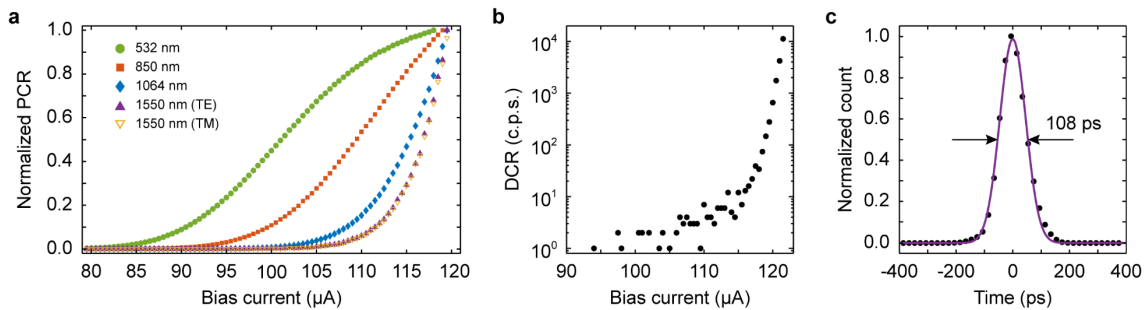 a
Normalized PCR
1.0
0.8
0.6
0.4
0.2
0.0
532 nm
850 nm
1064 nm
1550 nm (TE)
1550 nm (TM)
80 85 90 95 100 105 110 115 120
Bias current (μA)
b
DCR (c.p.s.)
10⁴
10³
10²
10¹
10⁰
90 100 110 120
Bias current (μA)
c
Normalized count
1.0
0.8
0.6
0.4
0.2
0.0
108 ps
-400 -200 0 200 400
Time (ps)